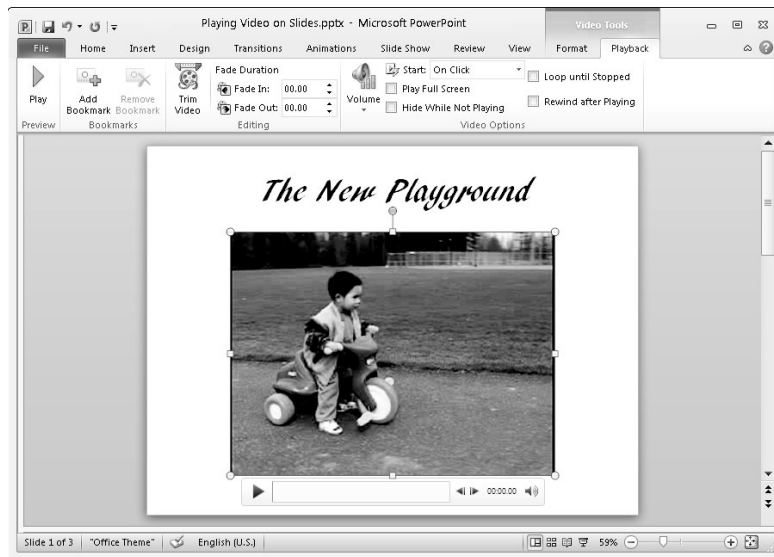 Playing Video on Slides.pptx - Microsoft PowerPoint
Video Tools
File Home Insert Design Transitions Animations Slide Show Review View Format Playback
Play
Preview
Add Bookmark
Remove Bookmark
Bookmarks
Trim Video
Fade Duration
Fade In: 00.00
Fade Out: 00.00
Editing
Volume
Start: On Click
Play Full Screen
Hide While Not Playing
Loop until Stopped
Rewind after Playing
Video Options
The New Playground
00:00.00
Slide 1 of 3 "Office Theme" English (U.S.) 59%